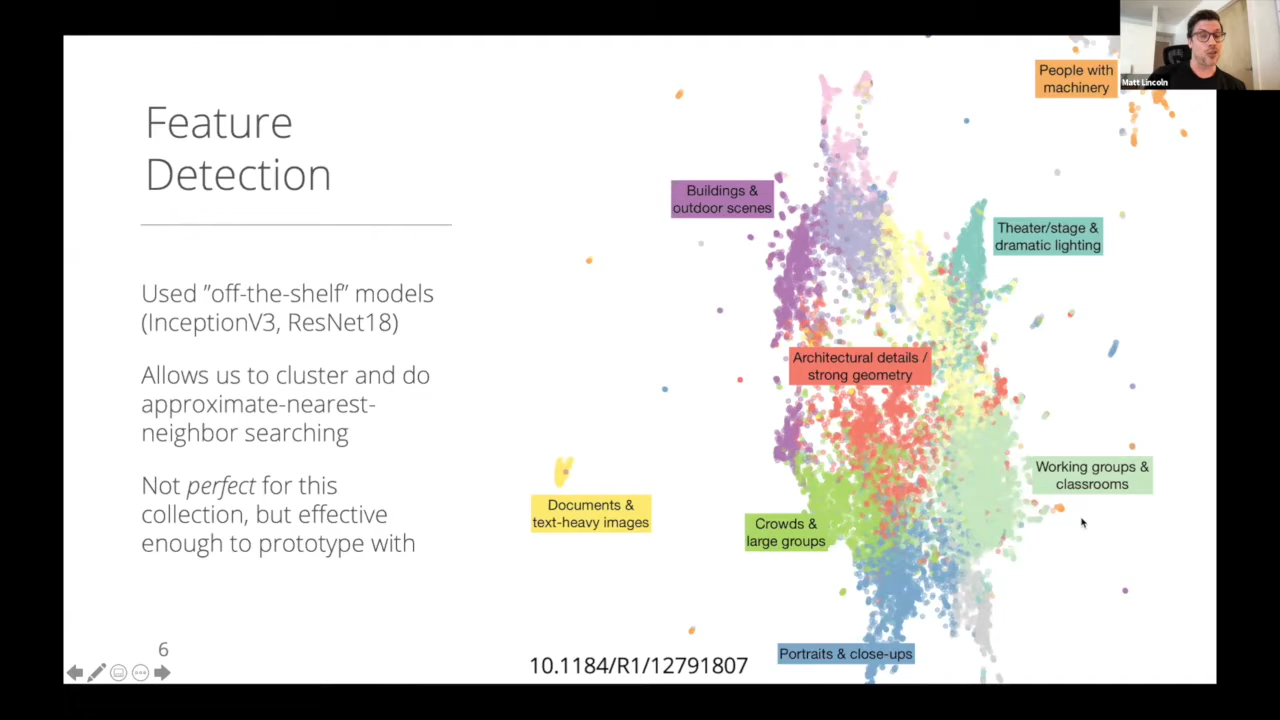 Feature
Detection
Used ”off-the-shelf” models
(InceptionV3, ResNet18)
Allows us to cluster and do
approximate-nearest-
neighbor searching
Not perfect for this
collection, but effective
enough to prototype with
6
People with
machinery
Matt Lincoln
Buildings &
outdoor scenes
Theater/stage &
dramatic lighting
Architectural details /
strong geometry
Working groups &
classrooms
Documents &
text-heavy images
Crowds &
large groups
Portraits & close-ups
10.1184/R1/12791807